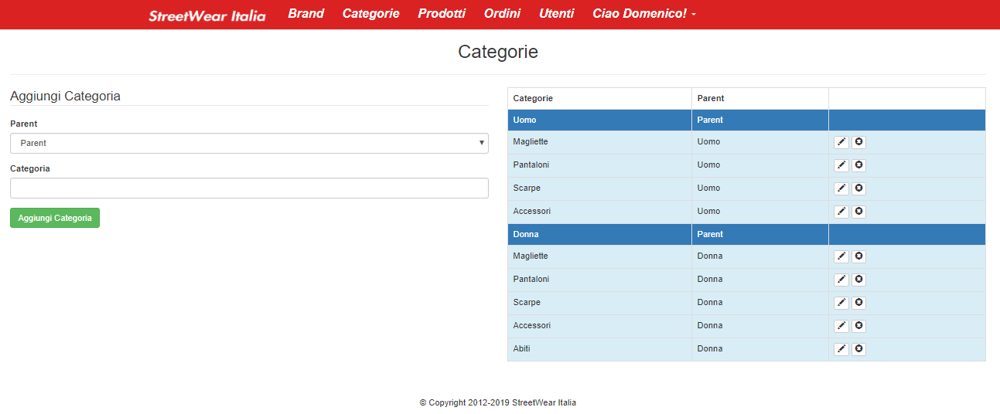 StreetWear Italia Brand Categorie Prodotti Ordini Utenti Ciao Domenico!
Categorie
Aggiungi Categoria
Parent
Parent
Categoria
Aggiungi Categoria
Categorie Parent
Uomo Parent
Magliette Uomo
Pantaloni Uomo
Scarpe Uomo
Accessori Uomo
Donna Parent
Magliette Donna
Pantaloni Donna
Scarpe Donna
Accessori Donna
Abiti Donna
© Copyright 2012-2019 StreetWear Italia